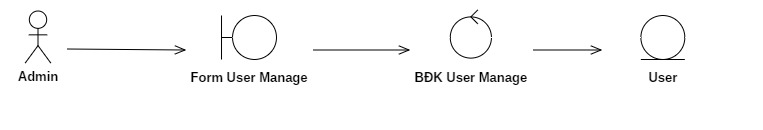 Admin
Form User Manage
BĐK User Manage
User